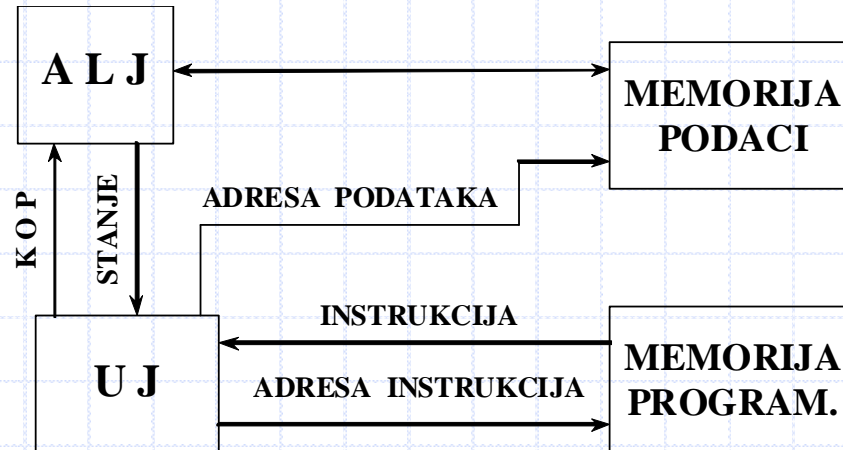 A L J
MEMORIJA
PODACI
ADRESA PODATAKA
K O P
STANJE
INSTRUKCIJA
U J
ADRESA INSTRUKCIJA
MEMORIJA
PROGRAM.